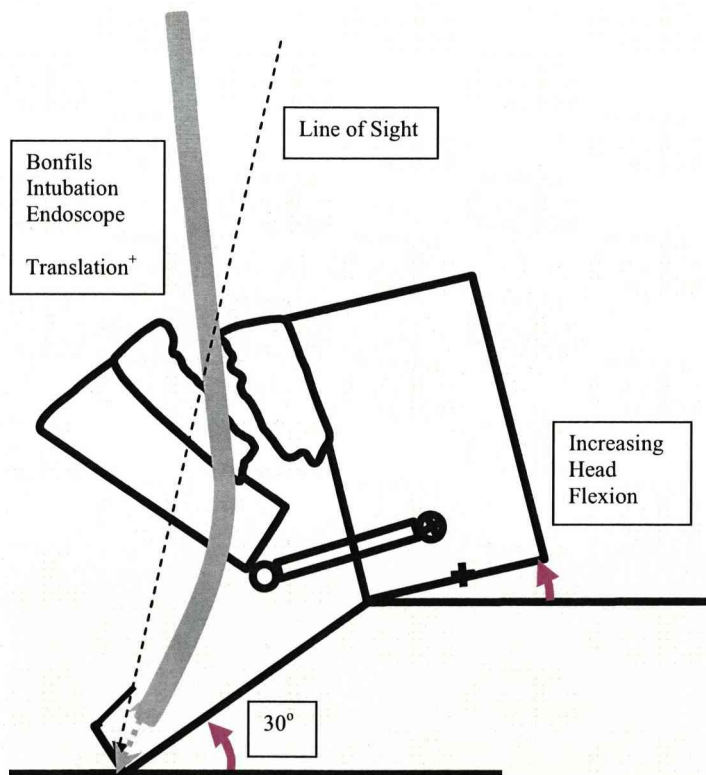 Line of Sight
Bonfils
Intubation
Endoscope
Translation⁺
Increasing
Head
Flexion
30°